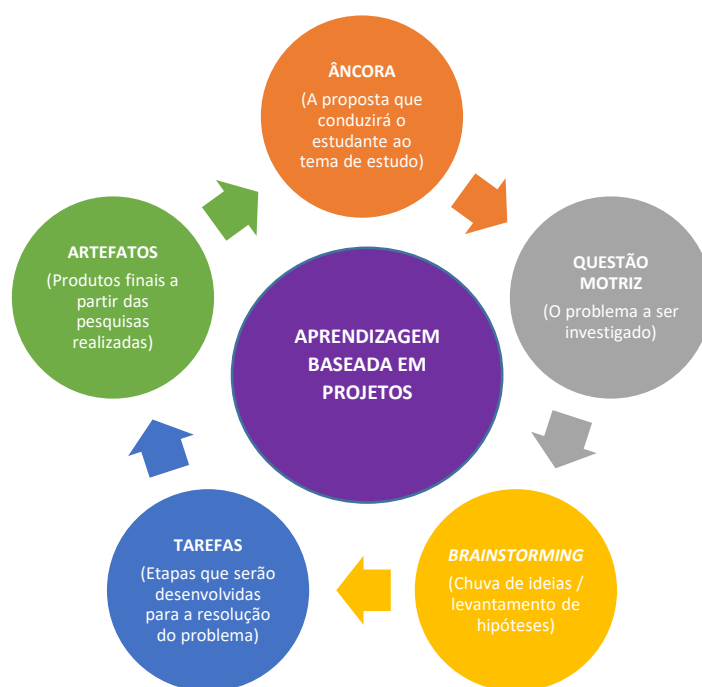 ÂNCORA
(A proposta que
conduzirá o
estudante ao
tema de estudo)
QUESTÃO
MOTRIZ
(O problema a ser
investigado)
BRAINSTORMING
(Chuva de ideias /
levantamento de
hipóteses)
TAREFAS
(Etapas que serão
desenvolvidas
para a resolução
do problema)
ARTEFATOS
(Produtos finais a
partir das
pesquisas
realizadas)
APRENDIZAGEM
BASEADA EM
PROJETOS